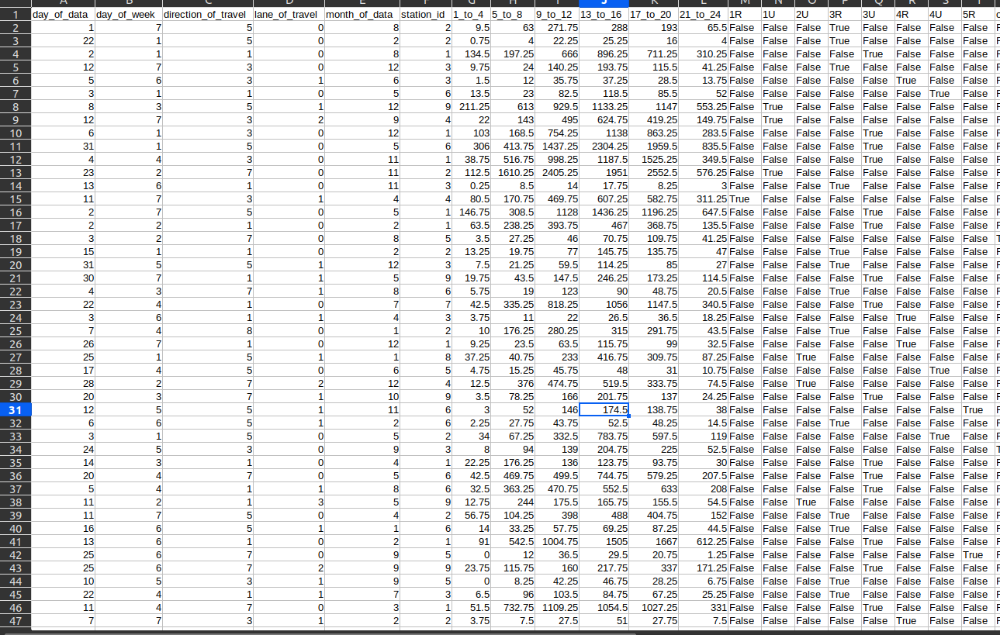 A B C D E F G H I J K L M N O P Q R S T
1 day_of_data day_of_week direction_of_travel lane_of_travel month_of_data station_id 1_to_4 5_to_8 9_to_12 13_to_16 17_to_20 21_to_24 1R 1U 2U 3R 3U 4R 4U 5R
2 1 7 5 0 8 2 9.5 63 271.75 288 193 65.5 False False False True False False False False
3 22 1 5 0 2 2 0.75 4 22.25 25.25 16 4 False False False True False False False False
4 2 1 1 0 8 1 134.5 197.25 666 896.25 711.25 310.25 False False False False True False False False
5 12 7 3 0 12 3 9.75 24 140.25 193.75 115.5 41.25 False False False True False False False False
6 5 6 3 1 6 3 1.5 12 35.75 37.25 28.5 13.75 False False False False False True False False
7 3 1 1 0 5 6 13.5 23 82.5 118.5 85.5 52 False False False False False False True False
8 8 3 5 1 12 9 211.25 613 929.5 1133.25 1147 553.25 False True False False False False False False
9 12 7 3 2 9 4 22 143 495 624.75 419.25 149.75 False True False False False False False False
10 6 1 3 0 12 1 103 168.5 754.25 1138 863.25 283.5 False False False False True False False False
11 31 1 5 0 5 6 306 413.75 1437.25 2304.25 1959.5 835.5 False False False False True False False False
12 4 4 3 0 11 1 38.75 516.75 998.25 1187.5 1525.25 349.5 False False False False True False False False
13 23 2 7 0 11 2 112.5 1610.25 2405.25 1951 2552.5 576.25 False True False False False False False False
14 13 6 1 0 11 3 0.25 8.5 14 17.75 8.25 3 False False False True False False False False
15 11 7 3 1 4 4 80.5 170.75 469.75 607.25 582.75 311.25 True False False False False False False False
16 2 7 5 0 5 1 146.75 308.5 1128 1436.25 1196.25 647.5 False False False False True False False False
17 2 2 1 0 2 1 63.5 238.25 393.75 467 368.75 135.5 False False False False True False False False
18 3 2 7 0 8 5 3.5 27.25 46 70.75 109.75 41.25 False False False False False False False False
19 15 1 1 0 2 2 13.25 19.75 77 145.75 135.75 47 False False False True False False False False
20 31 5 5 1 12 3 7.5 21.25 59.5 114.25 85 27 False False False True False False False False
21 30 7 1 1 5 9 19.75 43.5 147.5 246.25 173.25 114.5 False False False False True False False False
22 4 3 7 1 8 6 5.75 19 123 90 48.75 20.5 False False False True False False False False
23 22 4 1 0 7 7 42.5 335.25 818.25 1056 1147.5 340.5 False False False False True False False False
24 3 6 1 1 4 3 3.75 11 22 26.5 36.5 18.25 False False False False False True False False
25 7 4 8 0 1 2 10 176.25 280.25 315 291.75 43.5 False False False True False False False False
26 26 7 1 0 12 1 9.25 23.5 63.5 115.75 99 32.5 False False False False False True False False
27 25 1 5 1 1 8 37.25 40.75 233 416.75 309.75 87.25 False False True False False False False False
28 17 4 5 0 6 5 4.75 15.25 45.75 48 31 10.75 False False False False False False True False
29 28 2 7 2 12 4 12.5 376 474.75 519.5 333.75 74.5 False False True False False False False False
30 20 3 7 1 10 9 3.5 78.25 166 201.75 137 24.25 False False False False True False False False
31 12 5 5 1 11 6 3 52 146 174.5 138.75 38 False False False False False False False True
32 6 6 5 1 2 6 2.25 27.75 43.75 52.5 48.25 14.5 False False False True False False False False
33 3 1 5 0 5 2 34 67.25 332.5 783.75 597.5 119 False False False False False False True False
34 24 5 3 0 9 3 8 94 139 204.75 225 52.5 False False False False False False False False
35 14 3 1 0 4 1 22.25 176.25 136 123.75 93.75 30 False False False False True False False False
36 20 4 7 0 5 6 42.5 469.75 499.5 744.75 579.25 207.5 False False False False True False False False
37 5 4 1 1 8 6 32.5 363.25 470.75 552.5 633 208 False False False False True False False False
38 11 2 1 3 5 9 12.75 244 175.5 165.75 155.5 54.5 False False True False False False False False
39 11 7 5 0 4 2 56.75 104.25 398 488 404.75 152 False False False True False False False False
40 16 6 5 1 1 6 14 33.25 57.75 69.25 87.25 44.5 False False False True False False False False
41 13 6 1 0 2 1 91 542.5 1004.75 1505 1667 612.25 False False False False True False False False
42 25 6 7 0 9 5 0 12 36.5 29.5 20.75 1.25 False False False False False False False True
43 25 6 7 2 9 9 23.75 115.75 160 217.75 337 171.25 False False False False True False False False
44 10 5 3 1 9 5 0 8.25 42.25 46.75 28.25 6.75 False False False True False False False False
45 22 4 1 1 7 3 6.5 96 103.5 84.75 67.25 25.25 False False False True False False False False
46 11 4 7 0 3 1 51.5 732.75 1109.25 1054.5 1027.25 331 False False False False True False False False
47 7 7 3 1 2 2 3.75 7.5 27.5 51 27.75 7.5 False False False False False True False False